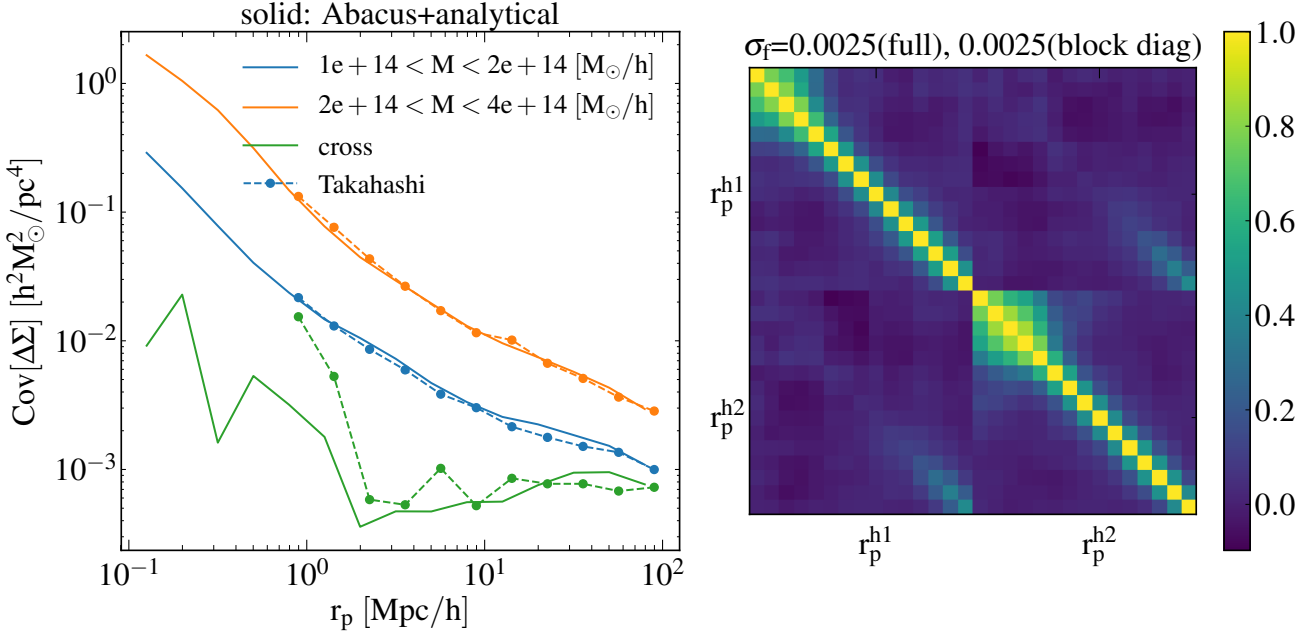 solid: Abacus+analytical
1e + 14 < M < 2e + 14 [M⊙/h]
2e + 14 < M < 4e + 14 [M⊙/h]
cross
Takahashi
Cov[ΔΣ] [h²M²⊙/pc⁴]
10⁰
10⁻¹
10⁻²
10⁻³
10⁻¹ 10⁰ 10¹ 10²
r_p [Mpc/h]
σ_f=0.0025(full), 0.0025(block diag)
r_p^h1
r_p^h2
r_p^h1 r_p^h2
1.0
0.8
0.6
0.4
0.2
0.0